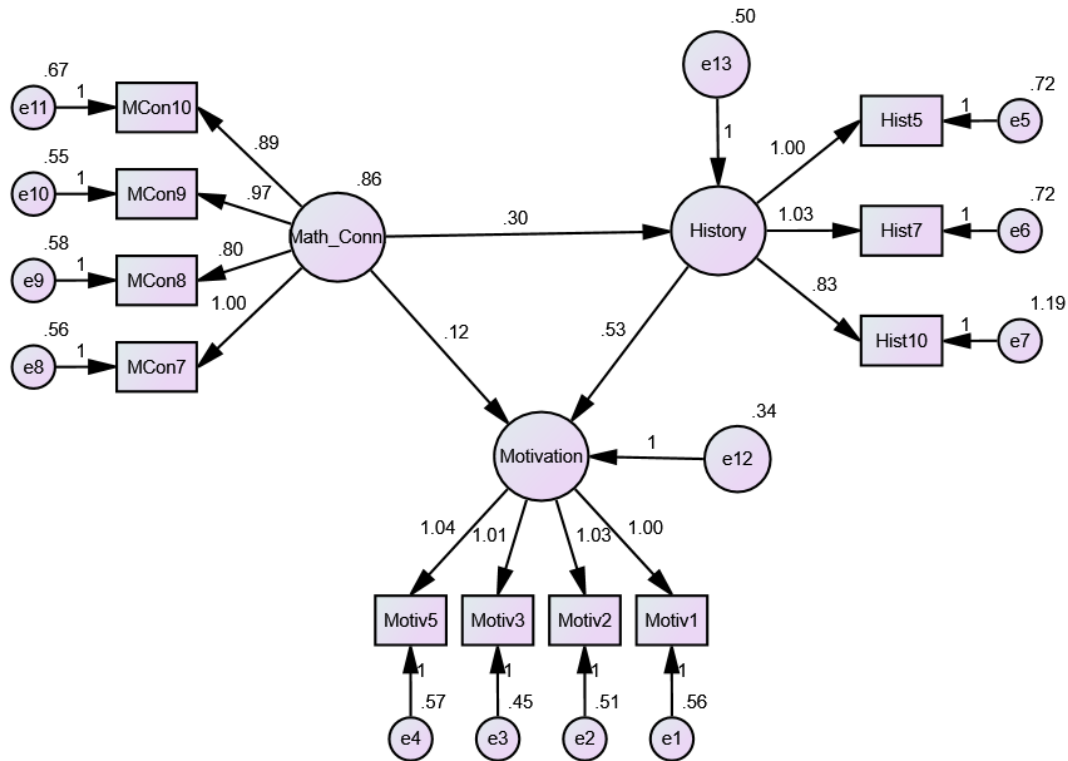 .50
e13
.67
e11
1
MCon10
.72
Hist5
1
e5
.89
1
1.00
.55
e10
1
MCon9
.86
.97
Math_Conn
.30
History
1.03
.72
Hist7
1
e6
.58
e9
1
MCon8
.80
.83
1.00
.56
e8
1
MCon7
.12
.53
1.19
Hist10
1
e7
.34
Motivation
1
e12
1.04
1.01
1.03
1.00
Motiv5
Motiv3
Motiv2
Motiv1
1
1
1
1
.57
.45
.51
.56
e4
e3
e2
e1